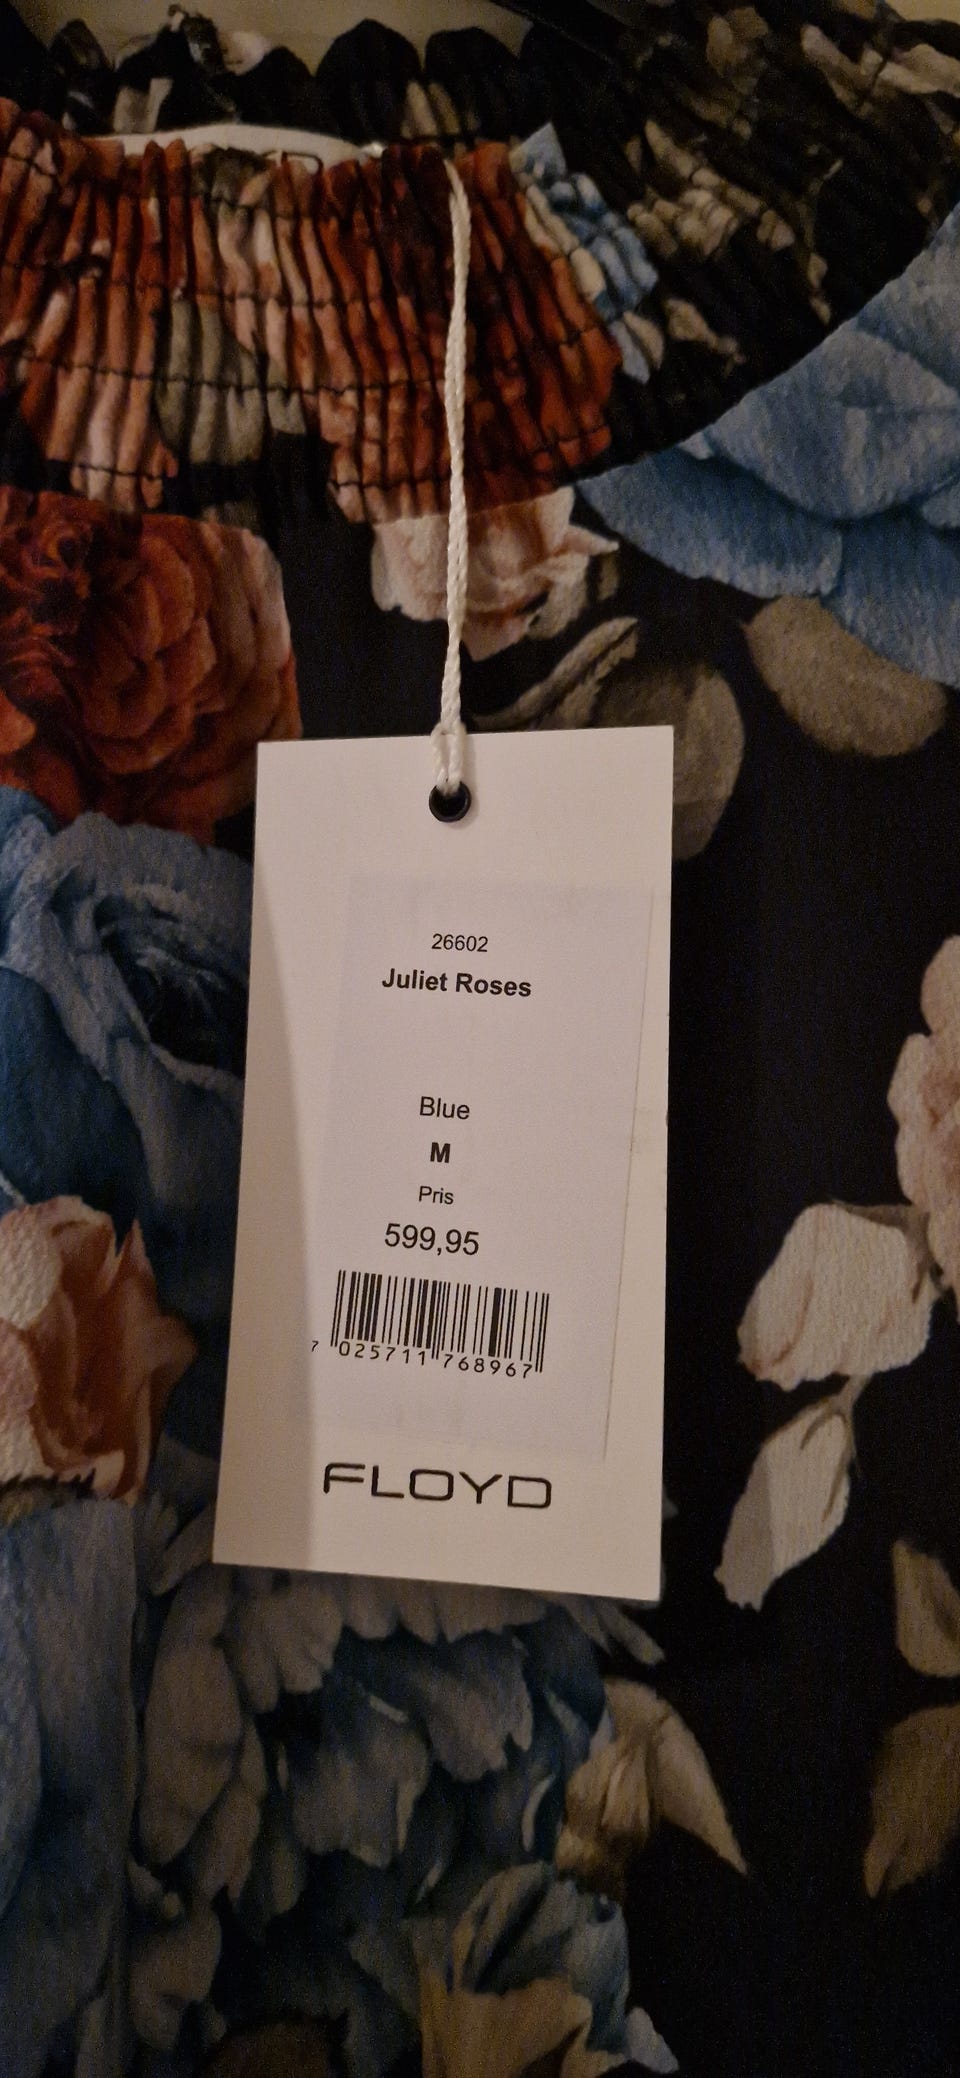 26602
Juliet Roses
Blue
M
Pris
599,95
7 025711 768967
FLOYD